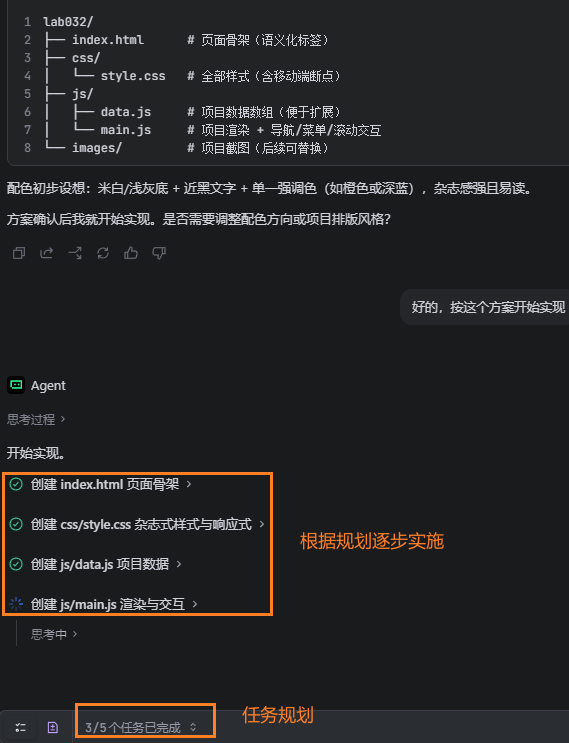 1 lab032/
2 ├── index.html # 页面骨架（语义化标签）
3 ├── css/
4 │ └── style.css # 全部样式（含移动端断点）
5 ├── js/
6 │ ├── data.js # 项目数据数组（便于扩展）
7 │ └── main.js # 项目渲染 + 导航/菜单/滚动交互
8 └── images/ # 项目截图（后续可替换）
配色初步设想：米白/浅灰底 + 近黑文字 + 单一强调色（如橙色或深蓝），杂志感强且易读。
方案确认后我就开始实现。是否需要调整配色方向或项目排版风格？
好的，按这个方案开始实现
Agent
思考过程 >
开始实现。
创建 index.html 页面骨架 >
创建 css/style.css 杂志式样式与响应式 >
根据规划逐步实施
创建 js/data.js 项目数据 >
创建 js/main.js 渲染与交互 >
思考中 >
3/5 个任务已完成
任务规划